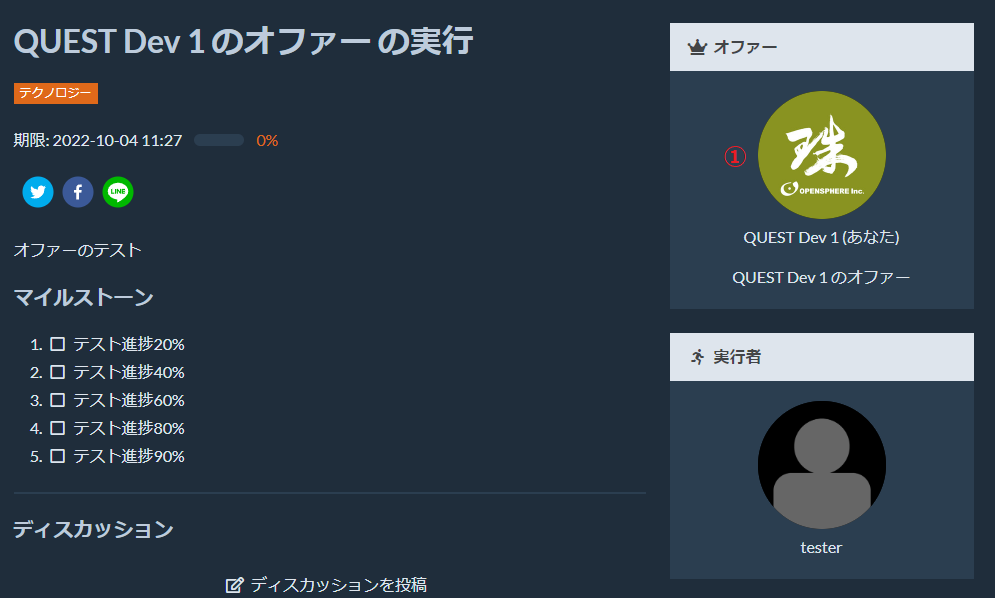 QUEST Dev 1 のオファー の実行
テクノロジー
期限: 2022-10-04 11:27 0%
LINE
オファーのテスト
マイルストーン
1. テスト進捗20%
2. テスト進捗40%
3. テスト進捗60%
4. テスト進捗80%
5. テスト進捗90%
ディスカッション
ディスカッションを投稿
オファー
①
珠
OPENSPHERE Inc.
QUEST Dev 1 (あなた)
QUEST Dev 1 のオファー
実行者
tester